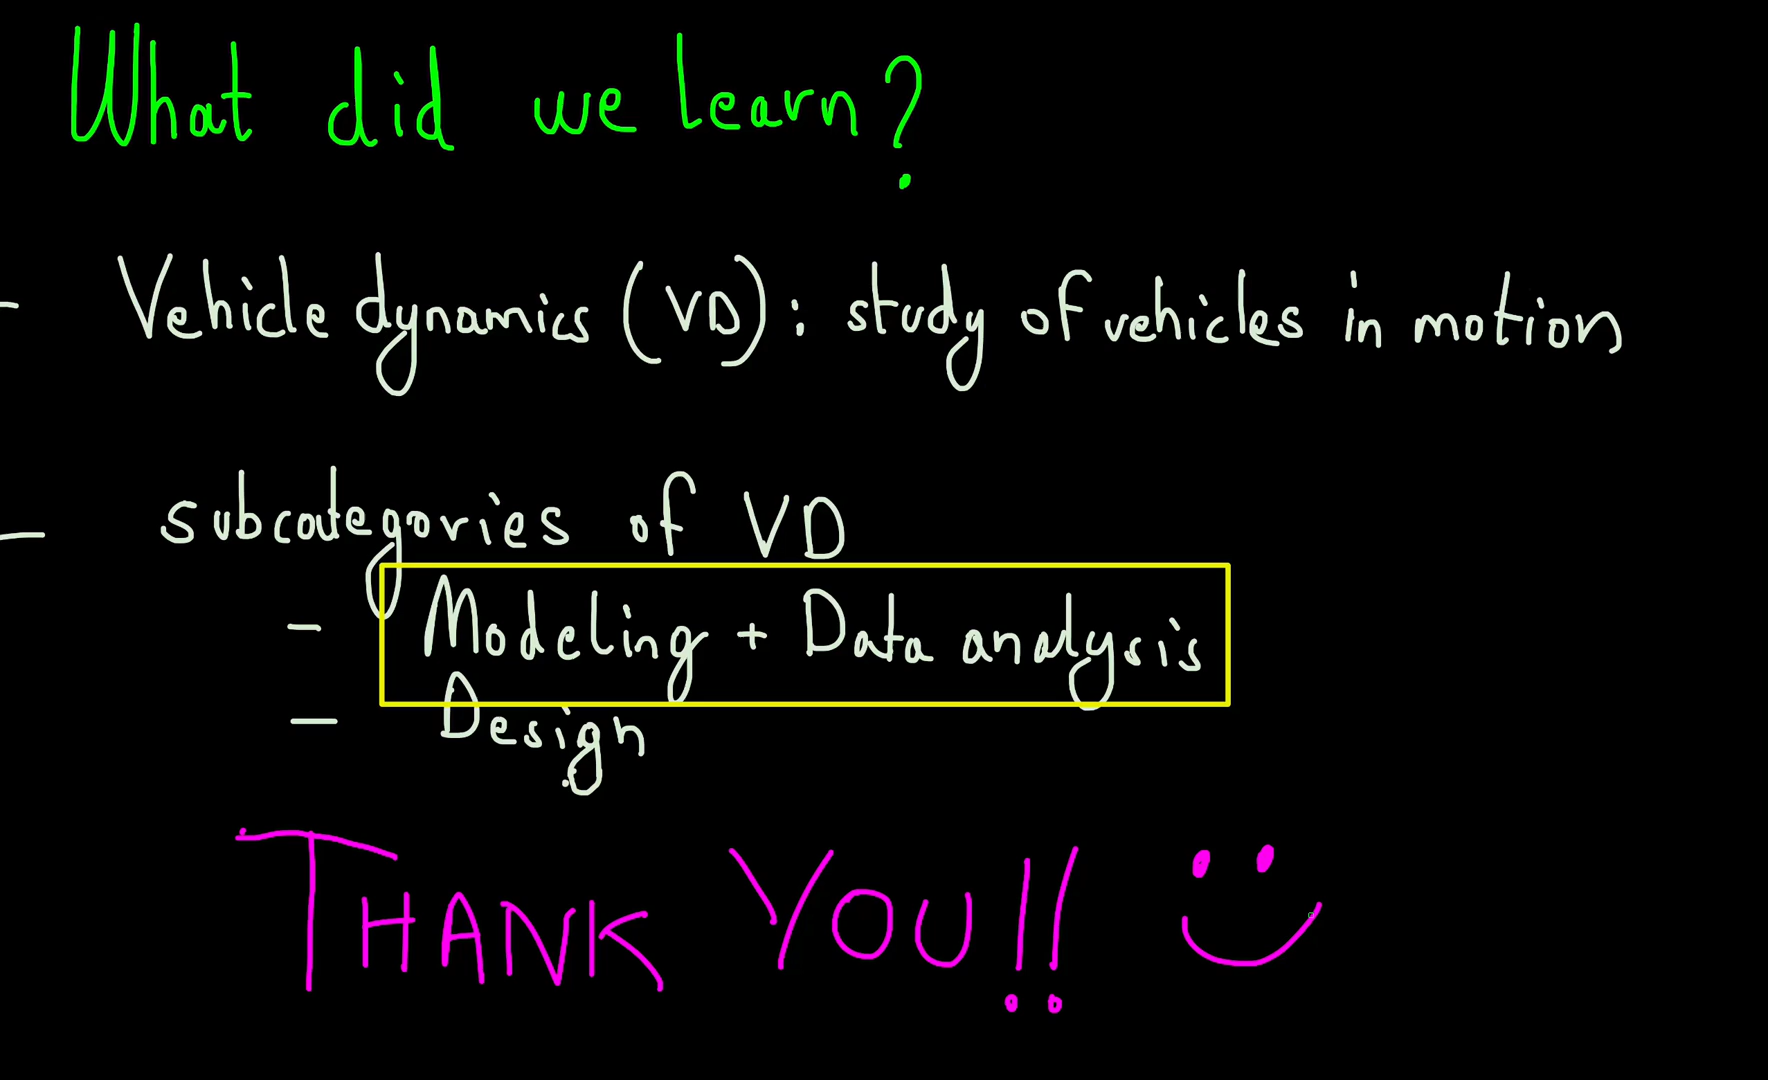 What did we learn?
- Vehicle dynamics (VD): study of vehicles in motion
- subcategories of VD
- Modeling + Data analysis
- Design
THANK YOU!!